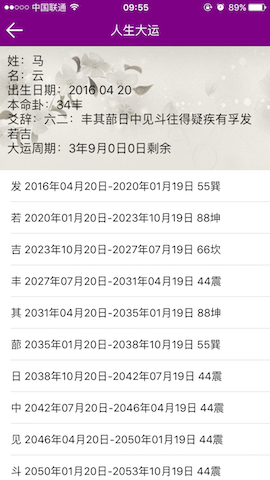 中国联通 09:55 89%
人生大运
姓：马
名：云
出生日期：2016 04 20
本命卦：34丰
爻辞：六二：丰其蔀日中见斗往得疑疾有孚发
若吉
大运周期：3年9月0日0日剩余
发 2016年04月20日-2020年01月19日 55巽
若 2020年01月20日-2023年10月19日 88坤
吉 2023年10月20日-2027年07月19日 66坎
丰 2027年07月20日-2031年04月19日 44震
其 2031年04月20日-2035年01月19日 88坤
蔀 2035年01月20日-2038年10月19日 55巽
日 2038年10月20日-2042年07月19日 44震
中 2042年07月20日-2046年04月19日 44震
见 2046年04月20日-2050年01月19日 44震
斗 2050年01月20日-2053年10月19日 44震